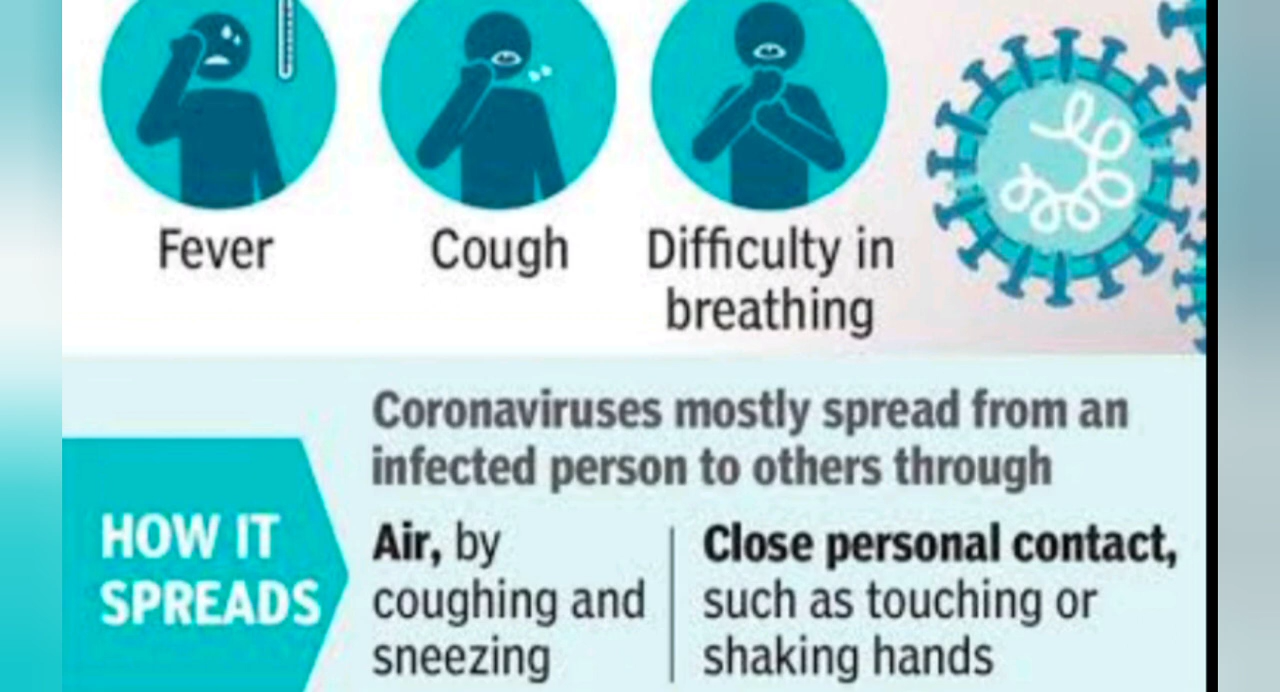 Fever
Cough
Difficulty in
breathing
Coronaviruses mostly spread from an
infected person to others through
HOW IT
SPREADS
Air, by
coughing and
sneezing
Close personal contact,
such as touching or
shaking hands